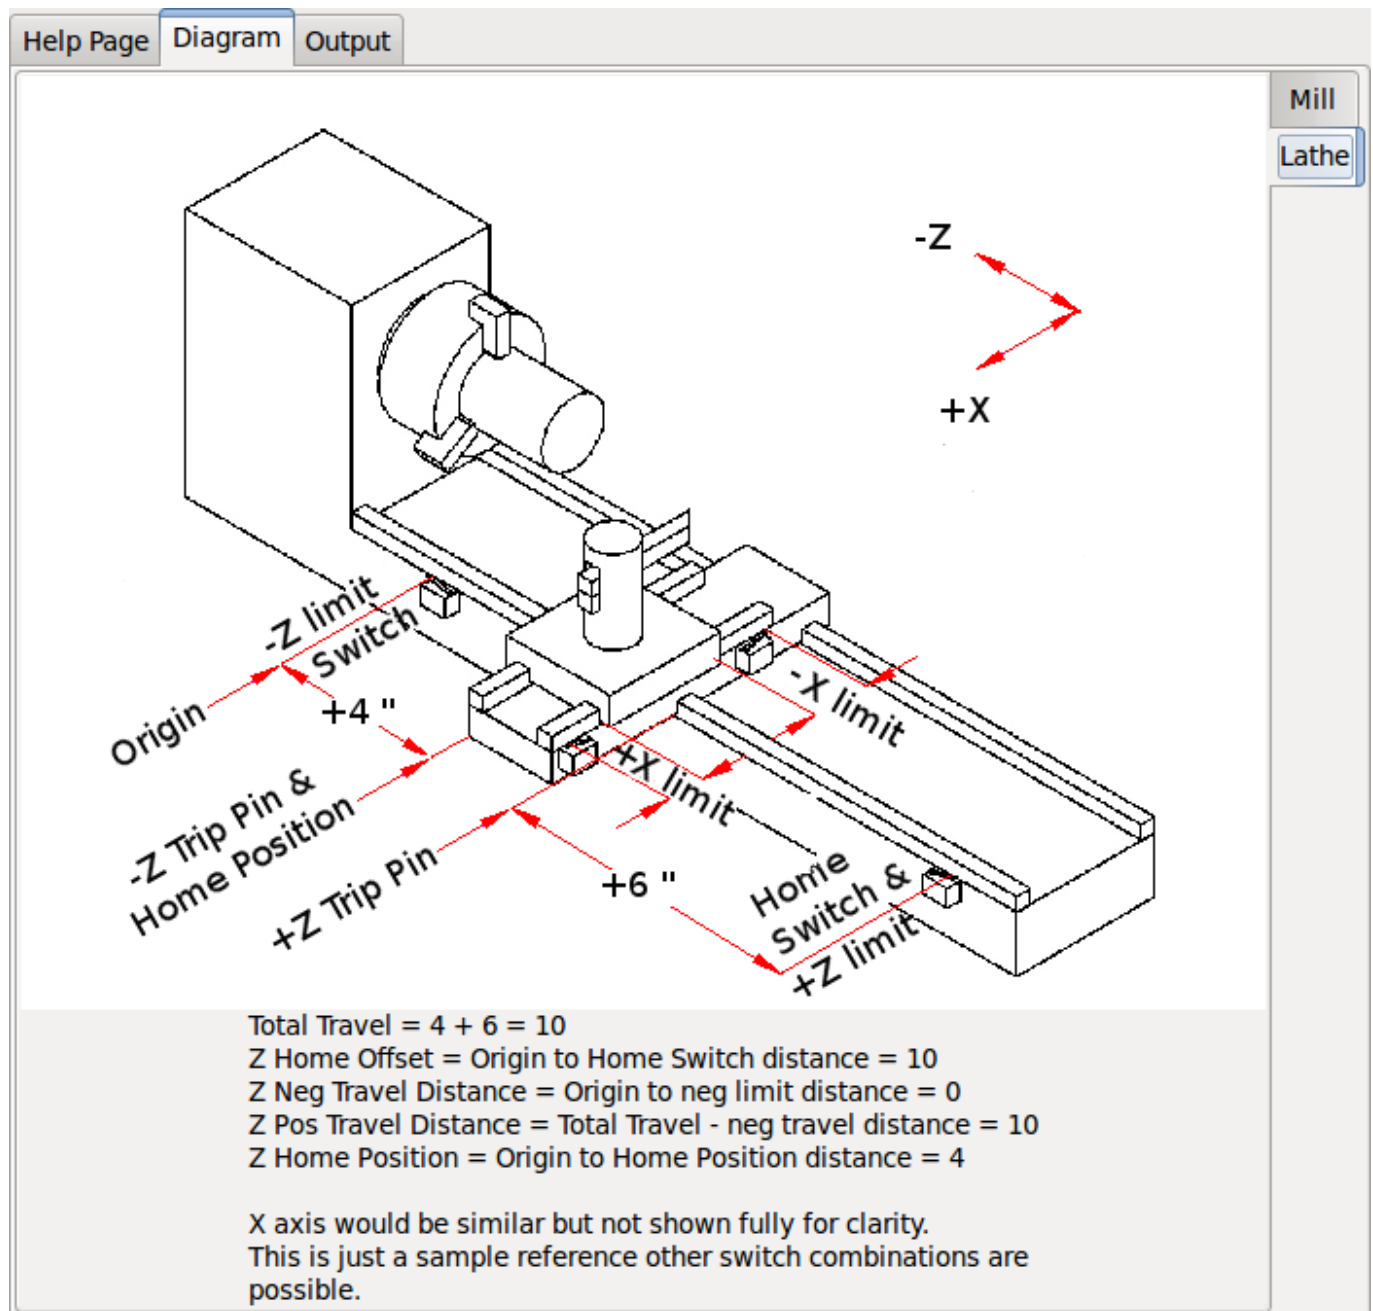 Help Page
Diagram
Output
Mill
Lathe
-Z
+X
-Z limit
Switch
Origin
+4 "
-X limit
+X limit
-Z Trip Pin &
Home Position
+Z Trip Pin
+6 "
Home
Switch &
+Z limit
Total Travel = 4 + 6 = 10
Z Home Offset = Origin to Home Switch distance = 10
Z Neg Travel Distance = Origin to neg limit distance = 0
Z Pos Travel Distance = Total Travel - neg travel distance = 10
Z Home Position = Origin to Home Position distance = 4
X axis would be similar but not shown fully for clarity.
This is just a sample reference other switch combinations are
possible.